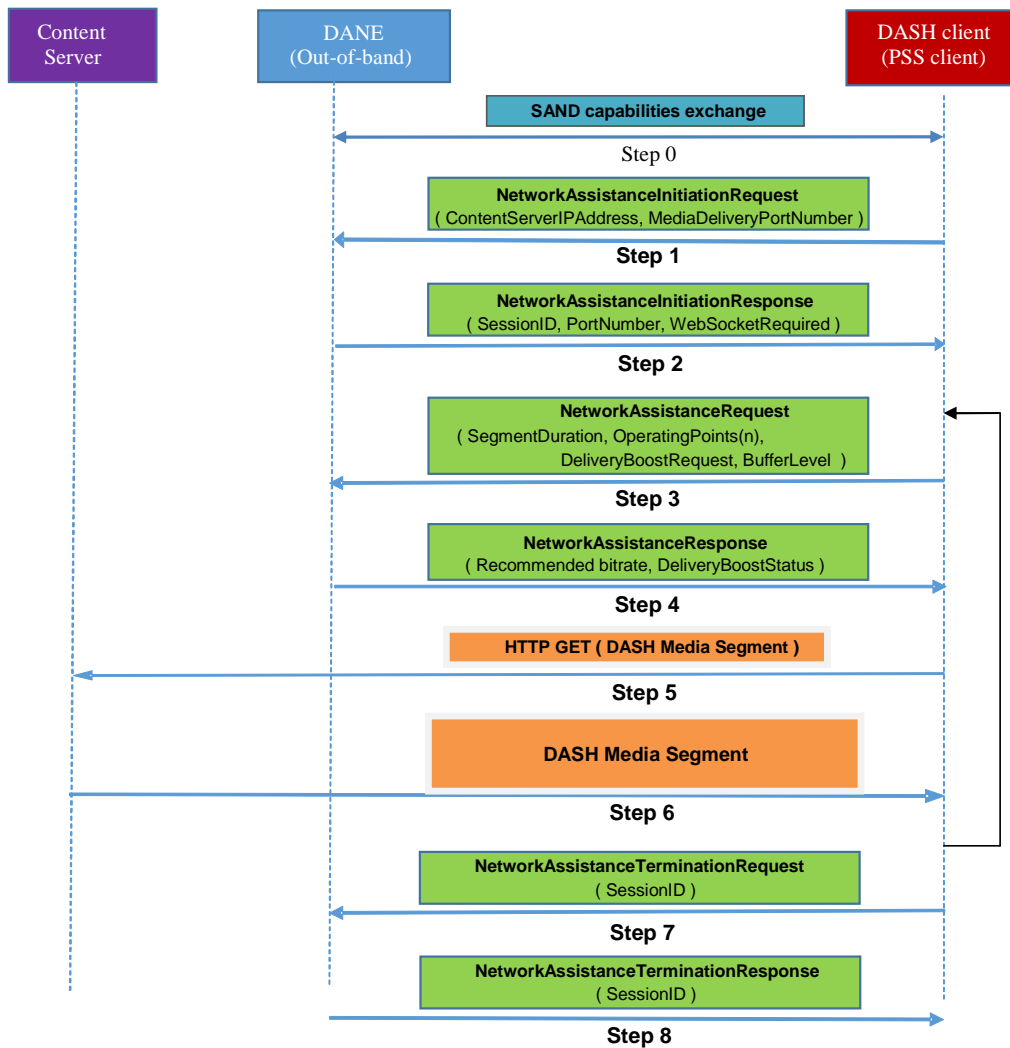 Content
Server
DANE
(Out-of-band)
DASH client
(PSS client)
SAND capabilities exchange
Step 0
NetworkAssistanceInitiationRequest
( ContentServerIPAddress, MediaDeliveryPortNumber )
Step 1
NetworkAssistanceInitiationResponse
( SessionID, PortNumber, WebSocketRequired )
Step 2
NetworkAssistanceRequest
( SegmentDuration, OperatingPoints(n),
DeliveryBoostRequest, BufferLevel )
Step 3
NetworkAssistanceResponse
( Recommended bitrate, DeliveryBoostStatus )
Step 4
HTTP GET ( DASH Media Segment )
Step 5
DASH Media Segment
Step 6
NetworkAssistanceTerminationRequest
( SessionID )
Step 7
NetworkAssistanceTerminationResponse
( SessionID )
Step 8